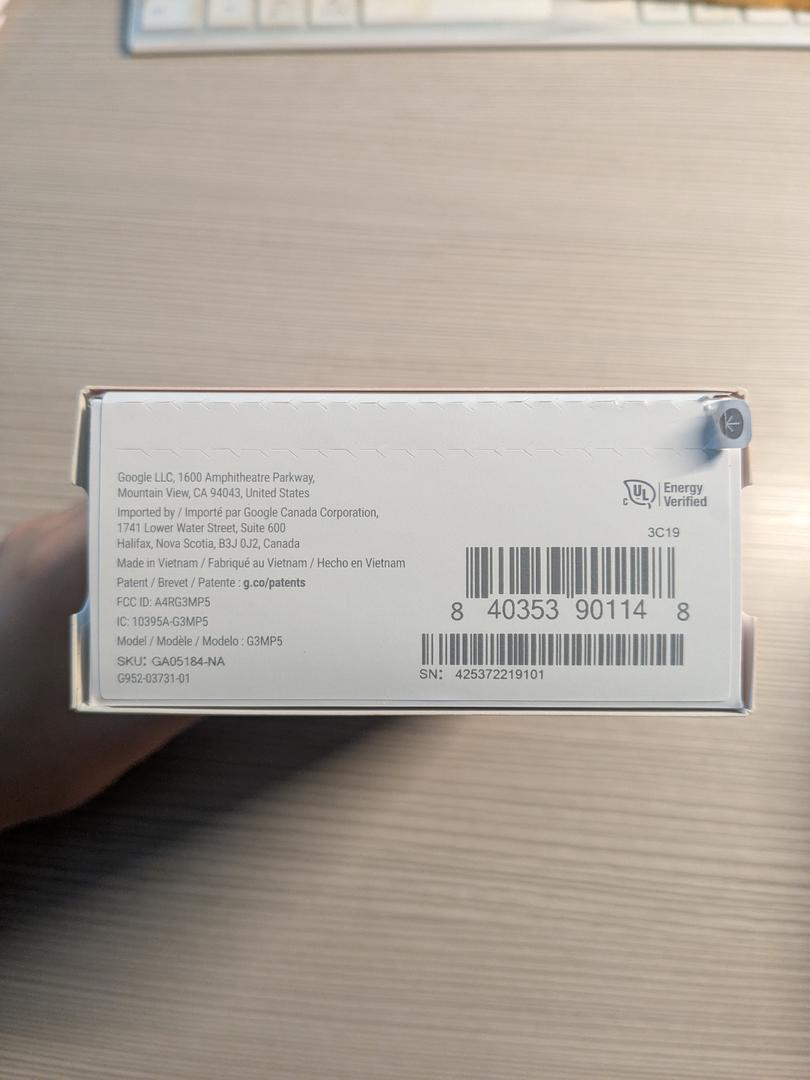 Google LLC, 1600 Amphitheatre Parkway,
Mountain View, CA 94043, United States
Imported by / Importé par Google Canada Corporation,
1741 Lower Water Street, Suite 600
Halifax, Nova Scotia, B3J 0J2, Canada
Made in Vietnam / Fabriqué au Vietnam / Hecho en Vietnam
Patent / Brevet / Patente : g.co/patents
FCC ID: A4RG3MP5
IC: 10395A-G3MP5
Model / Modèle / Modelo : G3MP5
SKU: GA05184-NA
G952-03731-01
C UL
Energy
Verified
3C19
8 40353 90114 8
SN: 425372219101